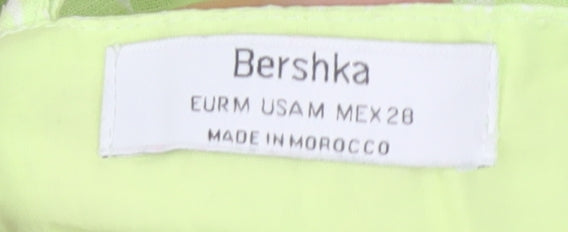 Bershka
EUR M USA M MEX 28
MADE IN MOROCCO